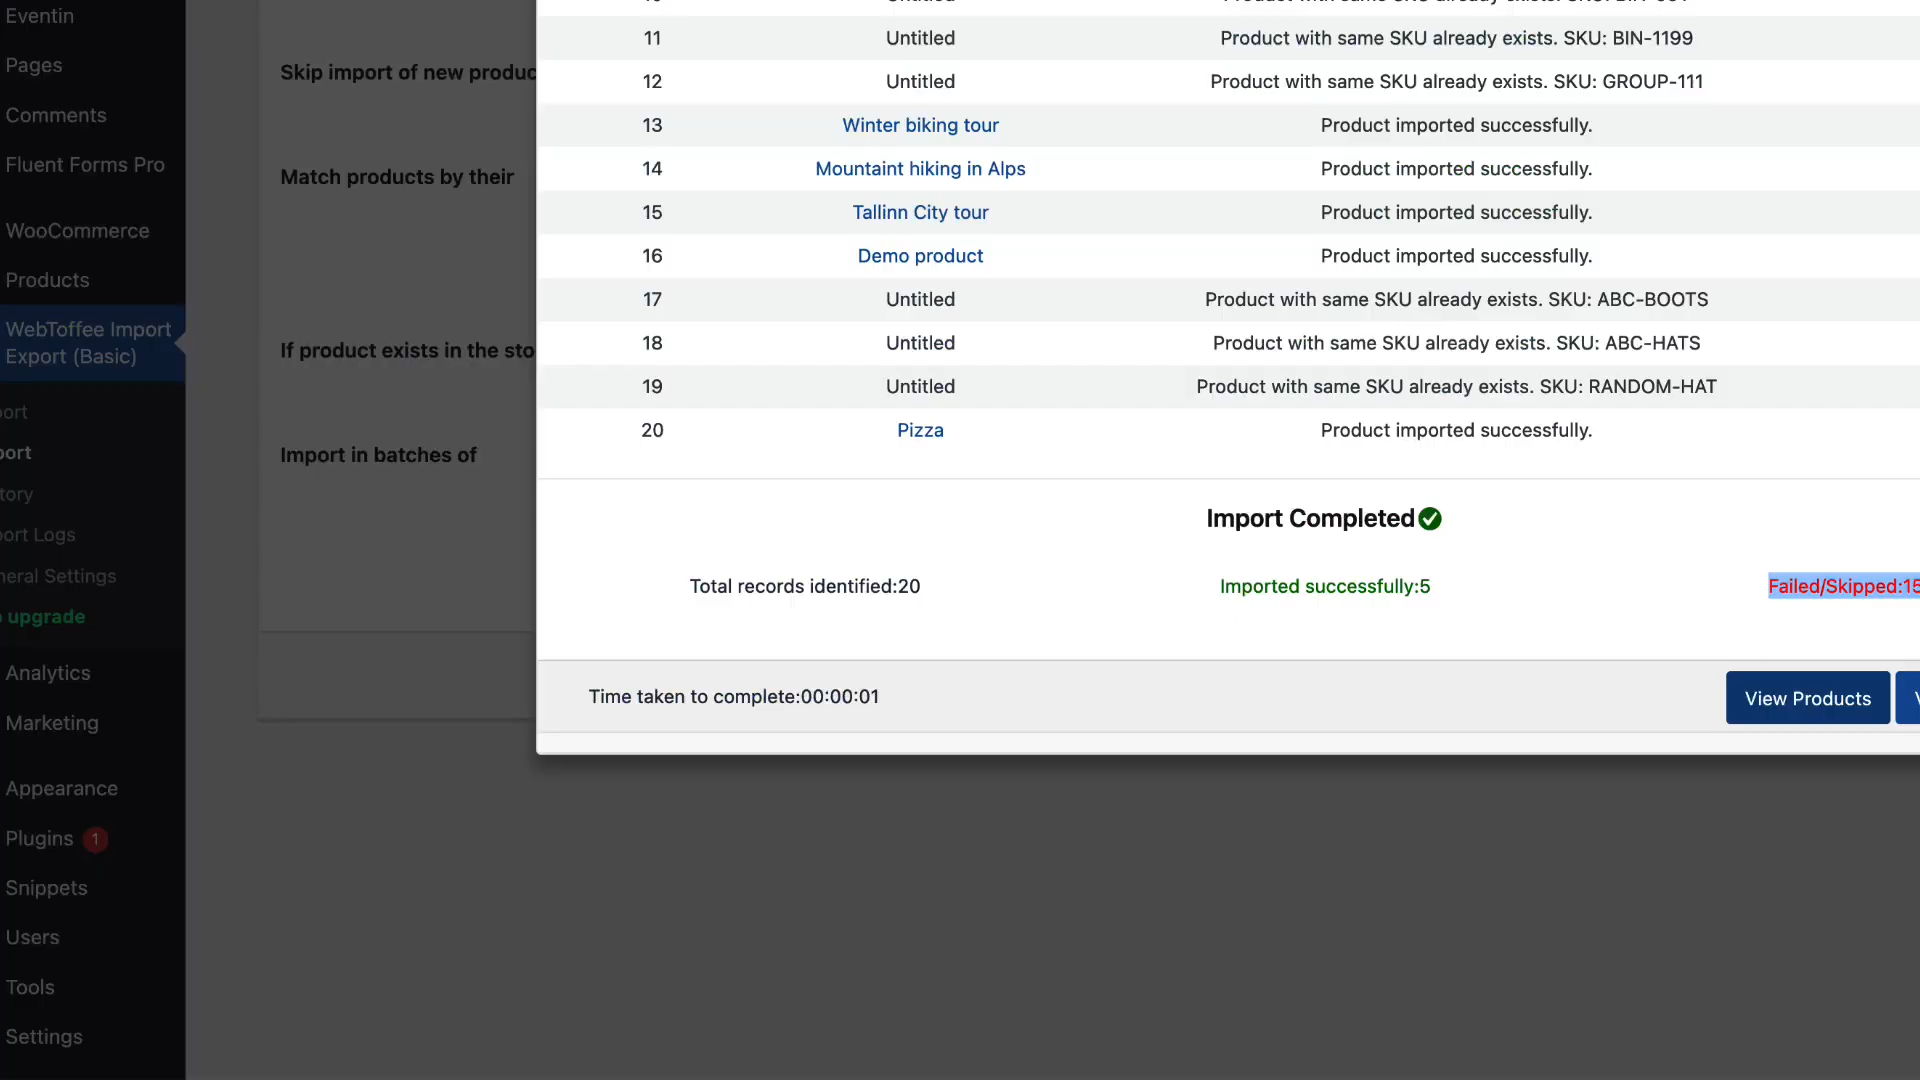 Eventin
Pages
Comments
Fluent Forms Pro
WooCommerce
Products
WebToffee Import
Export (Basic)
ort
ort
tory
ort Logs
neral Settings
upgrade
Analytics
Marketing
Appearance
Plugins 1
Snippets
Users
Tools
Settings
Skip import of new produc
Match products by their
If product exists in the sto
Import in batches of
11 Untitled Product with same SKU already exists. SKU: BIN-1199
12 Untitled Product with same SKU already exists. SKU: GROUP-111
13 Winter biking tour Product imported successfully.
14 Mountaint hiking in Alps Product imported successfully.
15 Tallinn City tour Product imported successfully.
16 Demo product Product imported successfully.
17 Untitled Product with same SKU already exists. SKU: ABC-BOOTS
18 Untitled Product with same SKU already exists. SKU: ABC-HATS
19 Untitled Product with same SKU already exists. SKU: RANDOM-HAT
20 Pizza Product imported successfully.
Import Completed
Total records identified:20 Imported successfully:5 Failed/Skipped:15
Time taken to complete:00:00:01
View Products